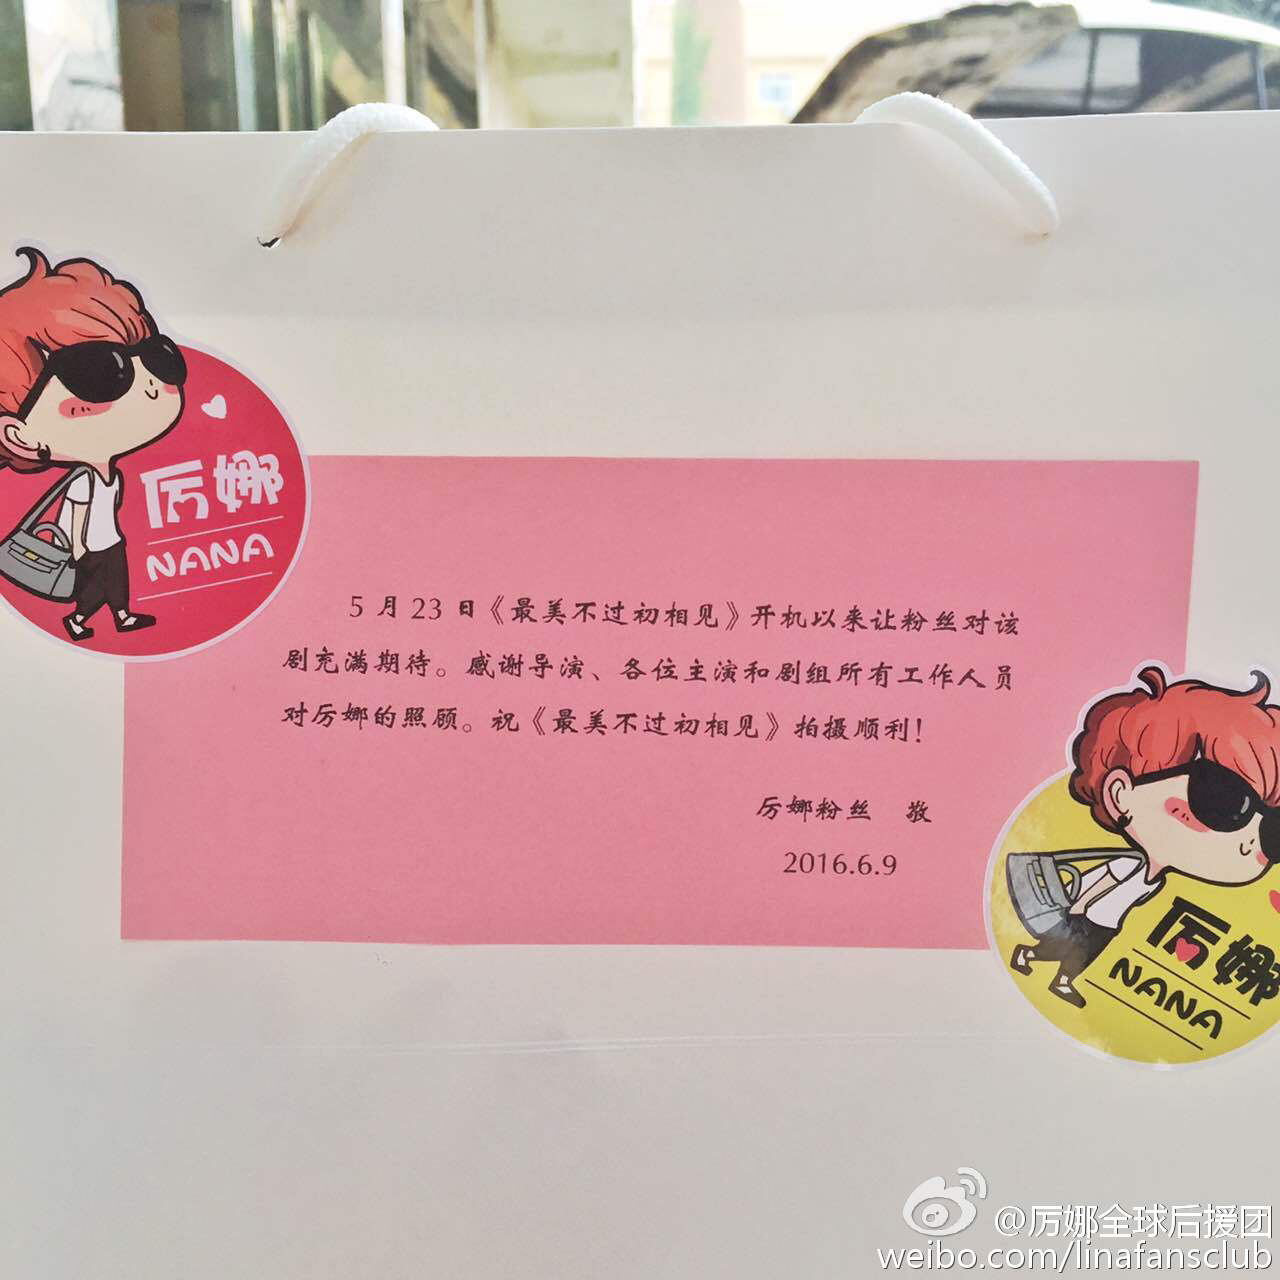 厉娜
NANA
5月23日《最美不过初相见》开机以来让粉丝对该
剧充满期待。感谢导演、各位主演和剧组所有工作人员
对厉娜的照顾。祝《最美不过初相见》拍摄顺利！
厉娜粉丝 敬
2016.6.9
厉娜
NANA
@厉娜全球后援团
weibo.com/linafansclub